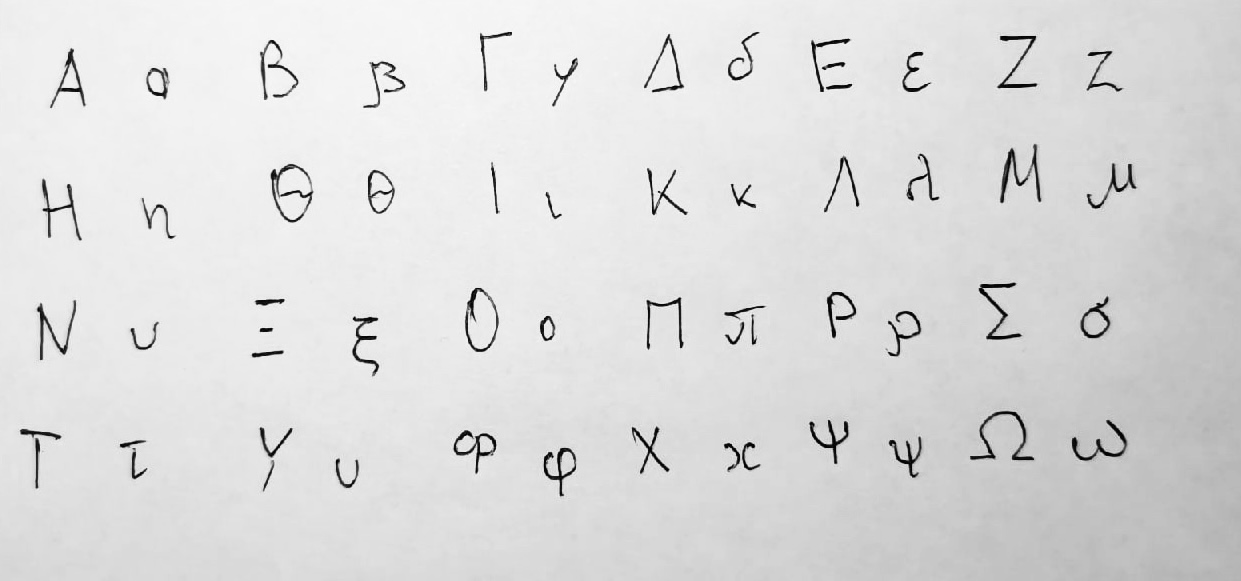 Α α Β β Γ γ Δ δ Ε ε Ζ ζ
Η η Θ θ Ι ι Κ κ Λ λ Μ μ
Ν ν Ξ ξ Ο ο Π π Ρ ρ Σ σ
Τ τ Υ υ Φ φ Χ χ Ψ ψ Ω ω